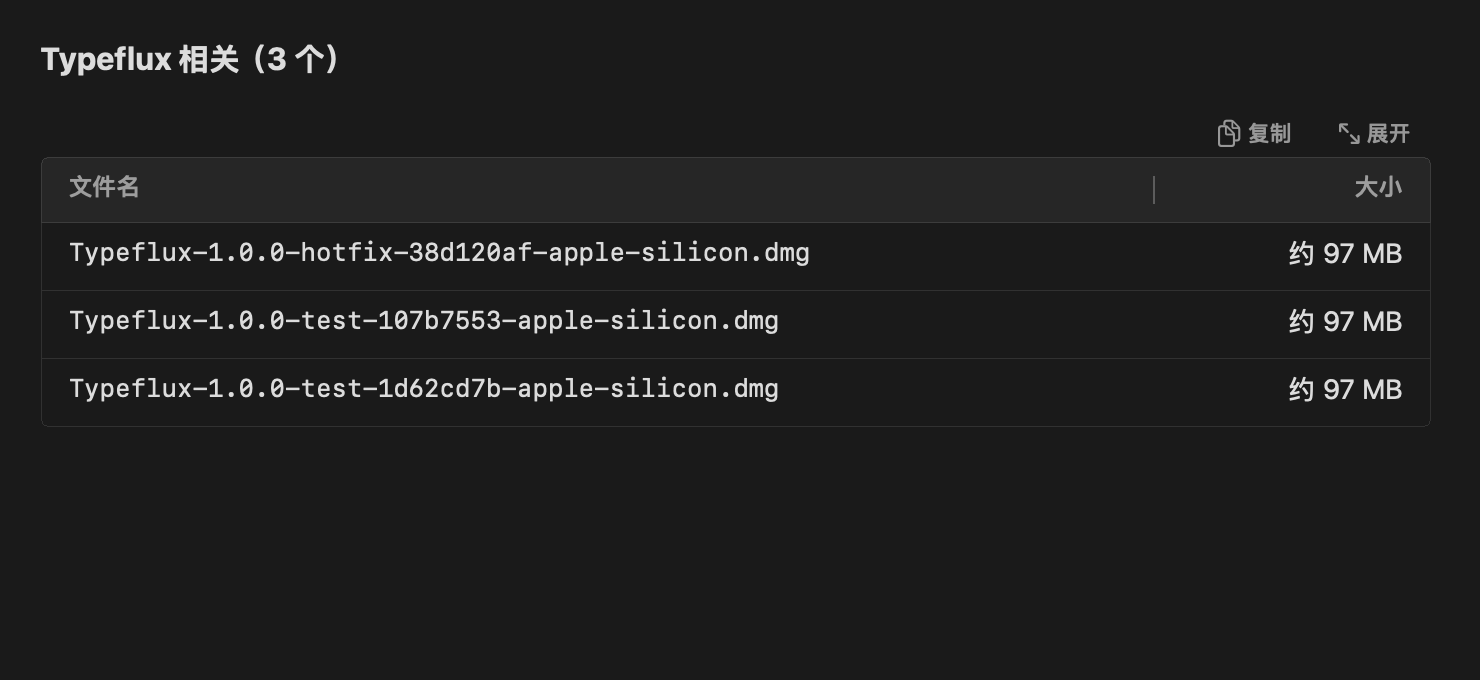 Typeflux 相关（3 个）
复制 展开
文件名 大小
Typeflux-1.0.0-hotfix-38d120af-apple-silicon.dmg 约 97 MB
Typeflux-1.0.0-test-107b7553-apple-silicon.dmg 约 97 MB
Typeflux-1.0.0-test-1d62cd7b-apple-silicon.dmg 约 97 MB